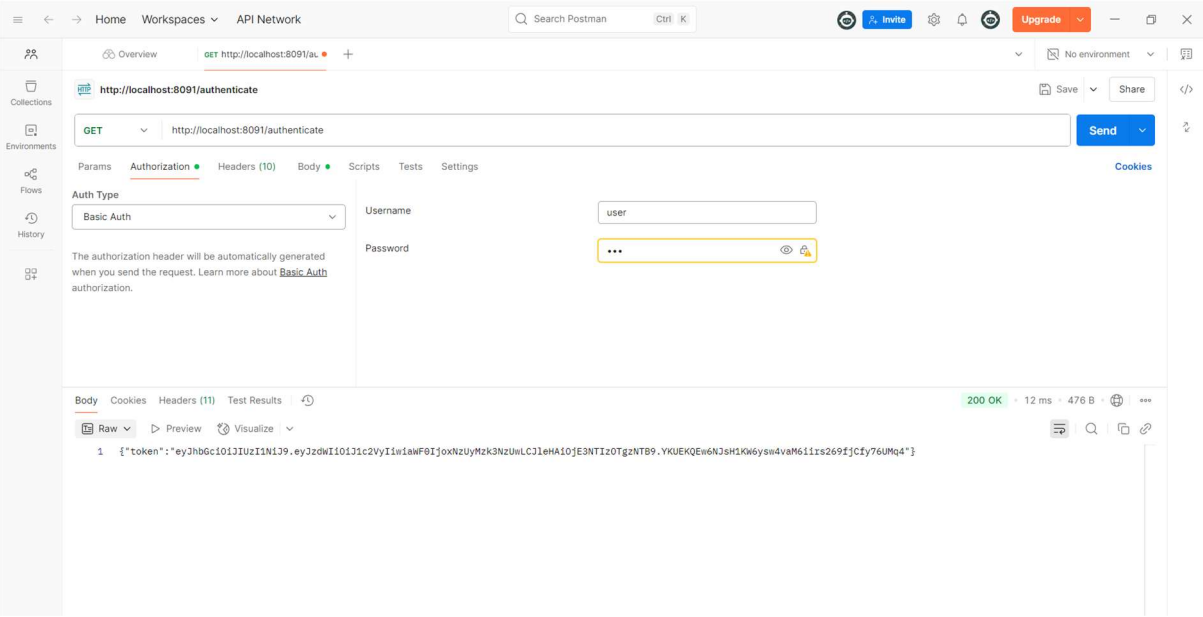 Home Workspaces API Network Search Postman Ctrl K Invite Upgrade
Overview GET http://localhost:8091/au No environment
HTTP http://localhost:8091/authenticate Save Share
Collections
GET http://localhost:8091/authenticate Send
Environments
Params Authorization Headers (10) Body Scripts Tests Settings Cookies
Flows
History
Auth Type
Basic Auth
The authorization header will be automatically generated
when you send the request. Learn more about Basic Auth
authorization.
Username user
Password •••
Body Cookies Headers (11) Test Results 200 OK • 12 ms • 476 B
Raw Preview Visualize
1 {"token":"eyJhbGciOiJIUzI1NiJ9.eyJzdWIiOiJ1c2VyIiwiaWF0IjoxNzUyMzk3NzUwLCJleHAiOjE3NTIzOTgzNTB9.YKUEKQEw6NJsH1KW6ysw4vaM6iirs269fjCfy76UMq4"}